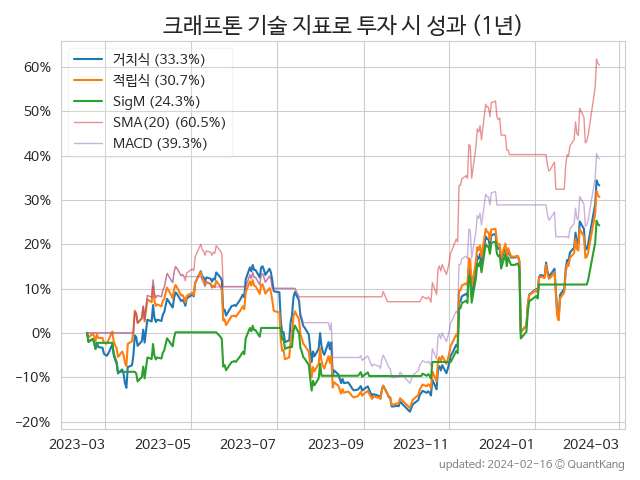 크래프톤 기술 지표로 투자 시 성과 (1년)
거치식 (33.3%)
적립식 (30.7%)
SigM (24.3%)
SMA(20) (60.5%)
MACD (39.3%)
60%
50%
40%
30%
20%
10%
0%
−10%
−20%
2023-03 2023-05 2023-07 2023-09 2023-11 2024-01 2024-03
updated: 2024-02-16 © QuantKang